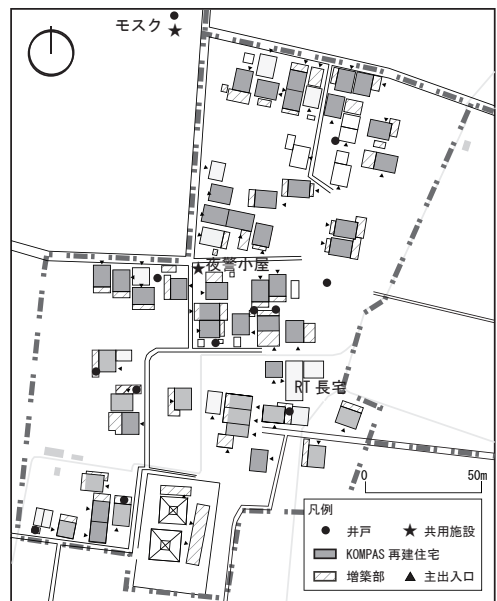 モスク
夜警小屋
RT 長宅
0 50m
凡例
井戸 共用施設
KOMPAS 再建住宅
増築部 主出入口